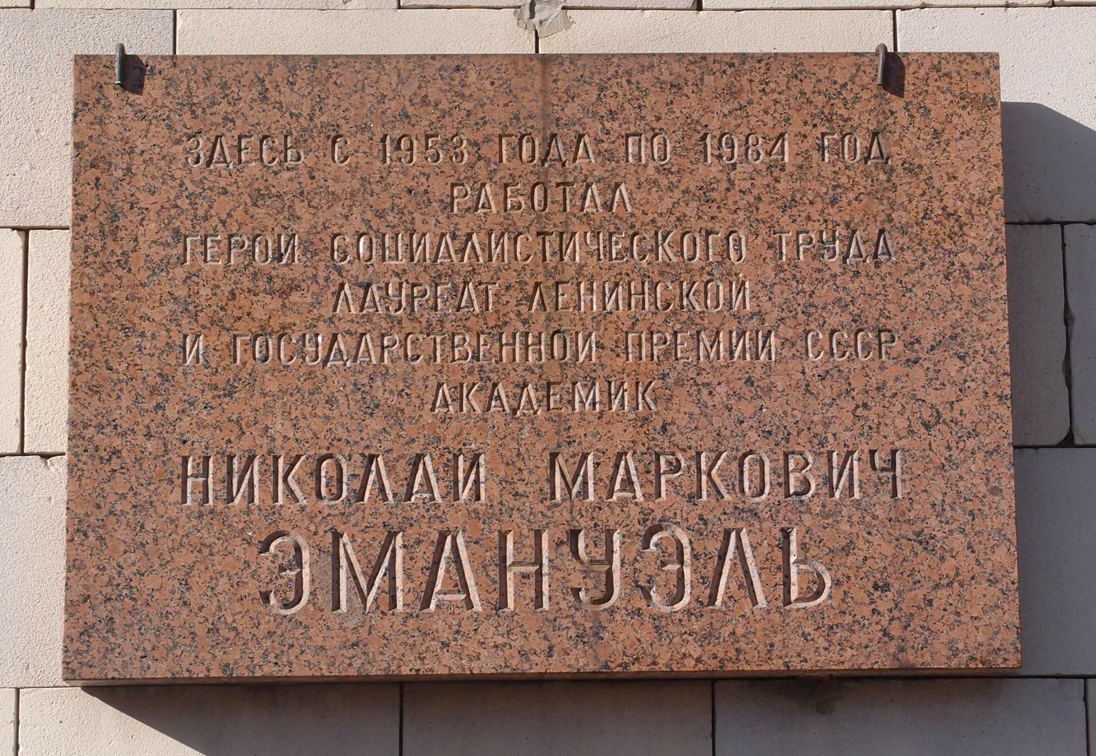 ЗДЕСЬ С 1953 ГОДА ПО 1984 ГОД
РАБОТАЛ
ГЕРОЙ СОЦИАЛИСТИЧЕСКОГО ТРУДА
ЛАУРЕАТ ЛЕНИНСКОЙ
И ГОСУДАРСТВЕННОЙ ПРЕМИИ СССР
АКАДЕМИК
НИКОЛАЙ МАРКОВИЧ
ЭМАНУЭЛЬ